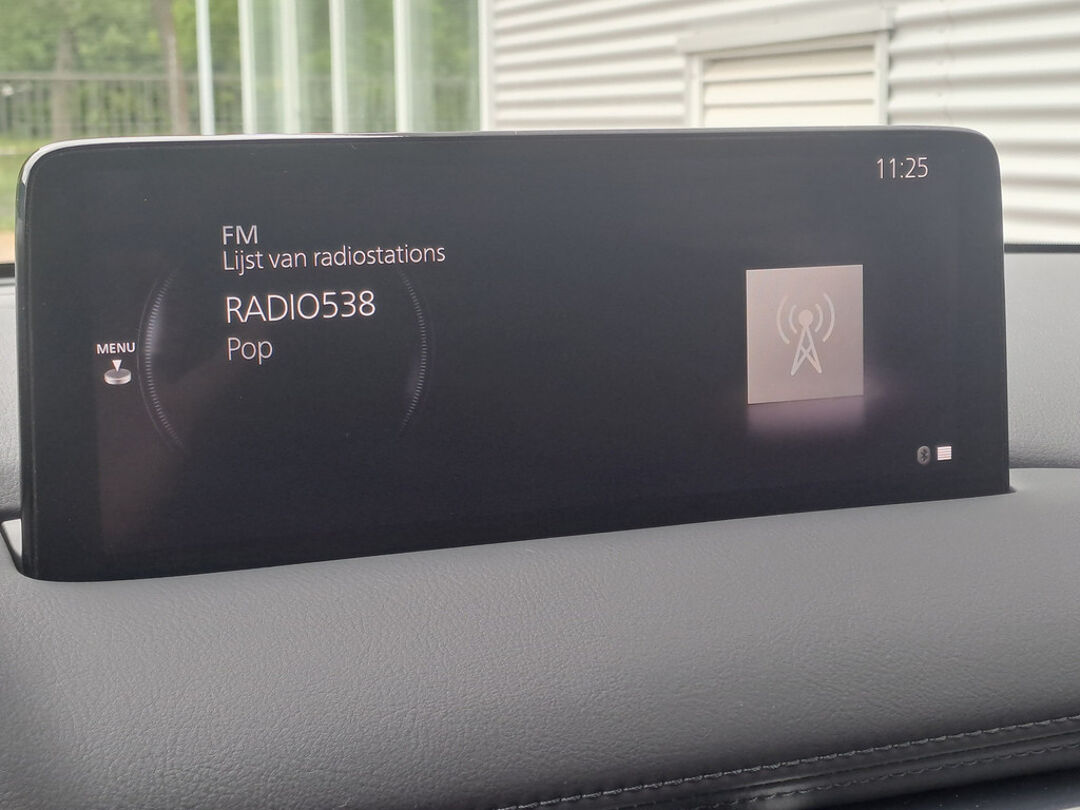 11:25
FM
Lijst van radiostations
RADIO538
Pop
MENU